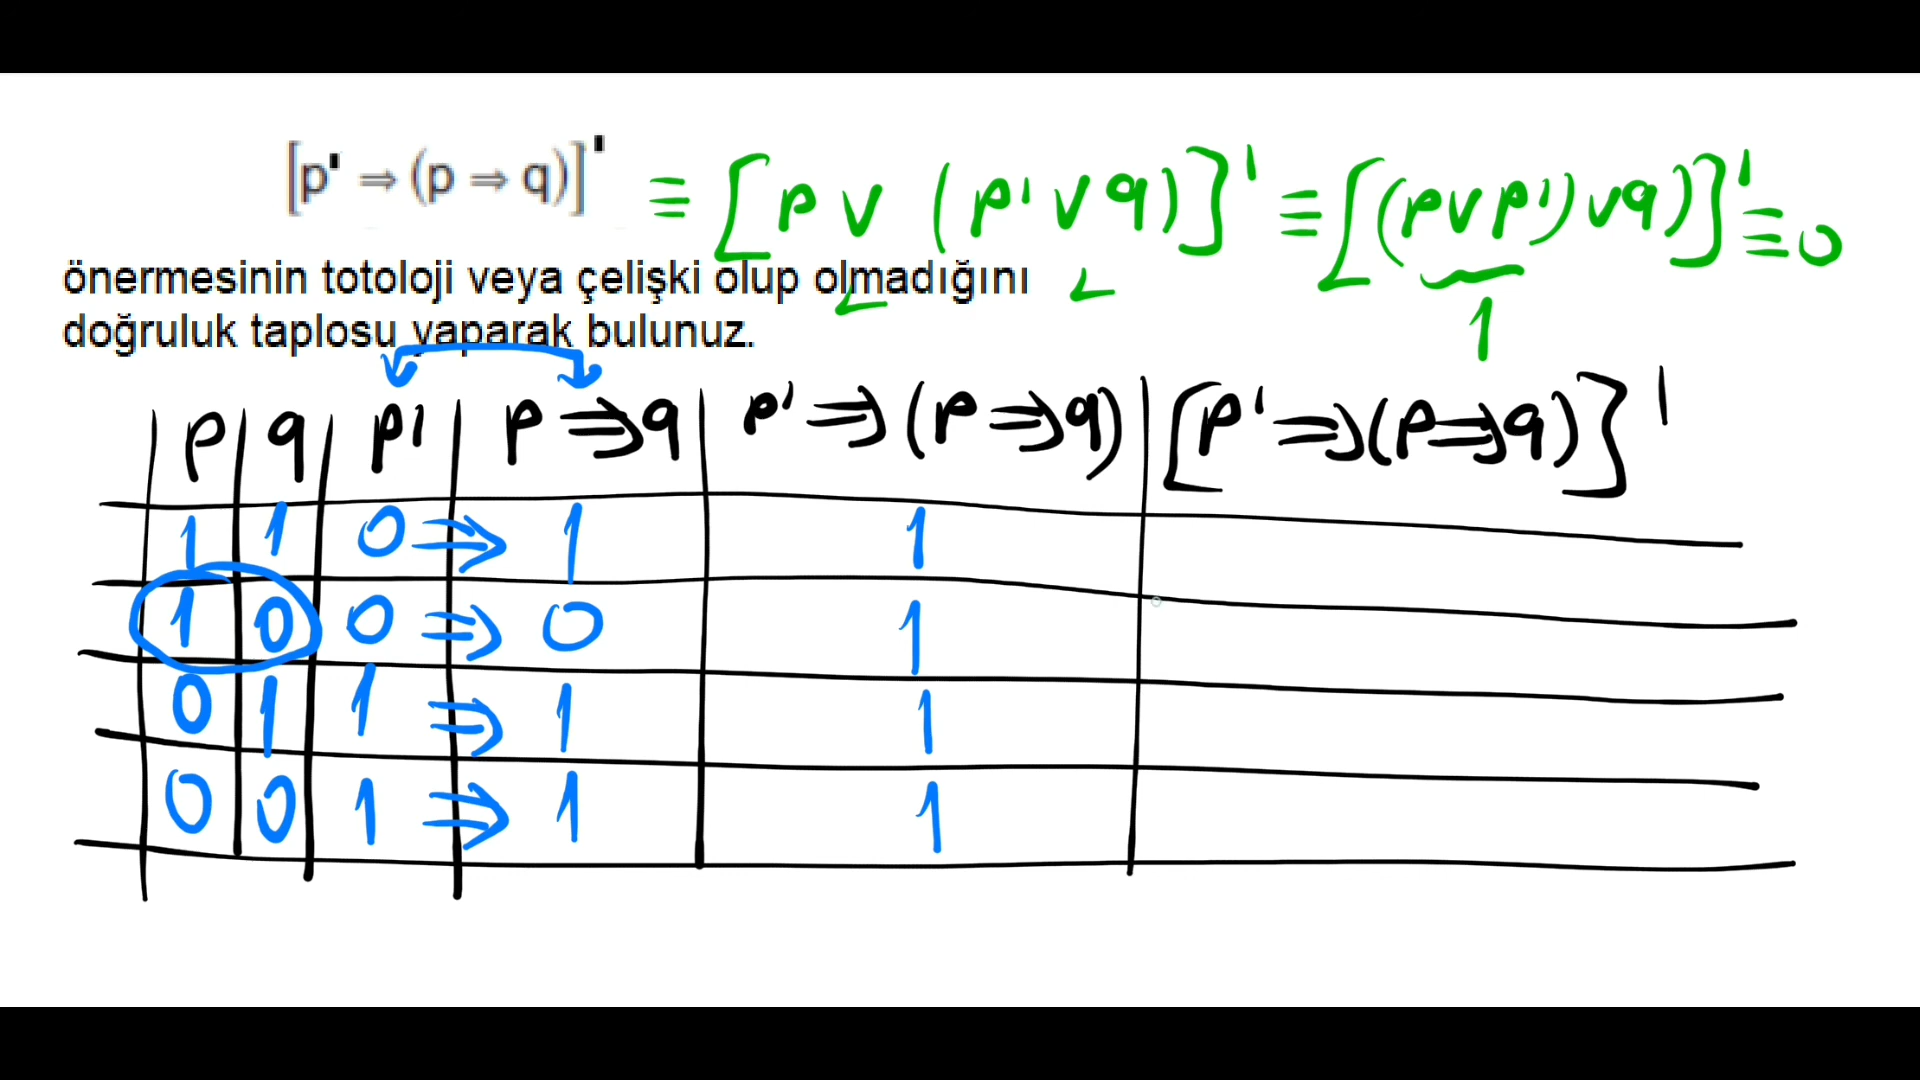 [p' ⇒ (p ⇒ q)]' ≡ [p ∨ (p' ∨ q)]' ≡ [(p ∨ p') ∨ q)]' ≡ 0
1
önermesinin totoloji veya çelişki olup olmadığını
doğruluk taplosu yaparak bulunuz.
p q p' p ⇒ q p' ⇒ (p ⇒ q) [p' ⇒ (p ⇒ q)]'
1 1 0 ⇒ 1 1
1 0 0 ⇒ 0 1
0 1 1 ⇒ 1 1
0 0 1 ⇒ 1 1